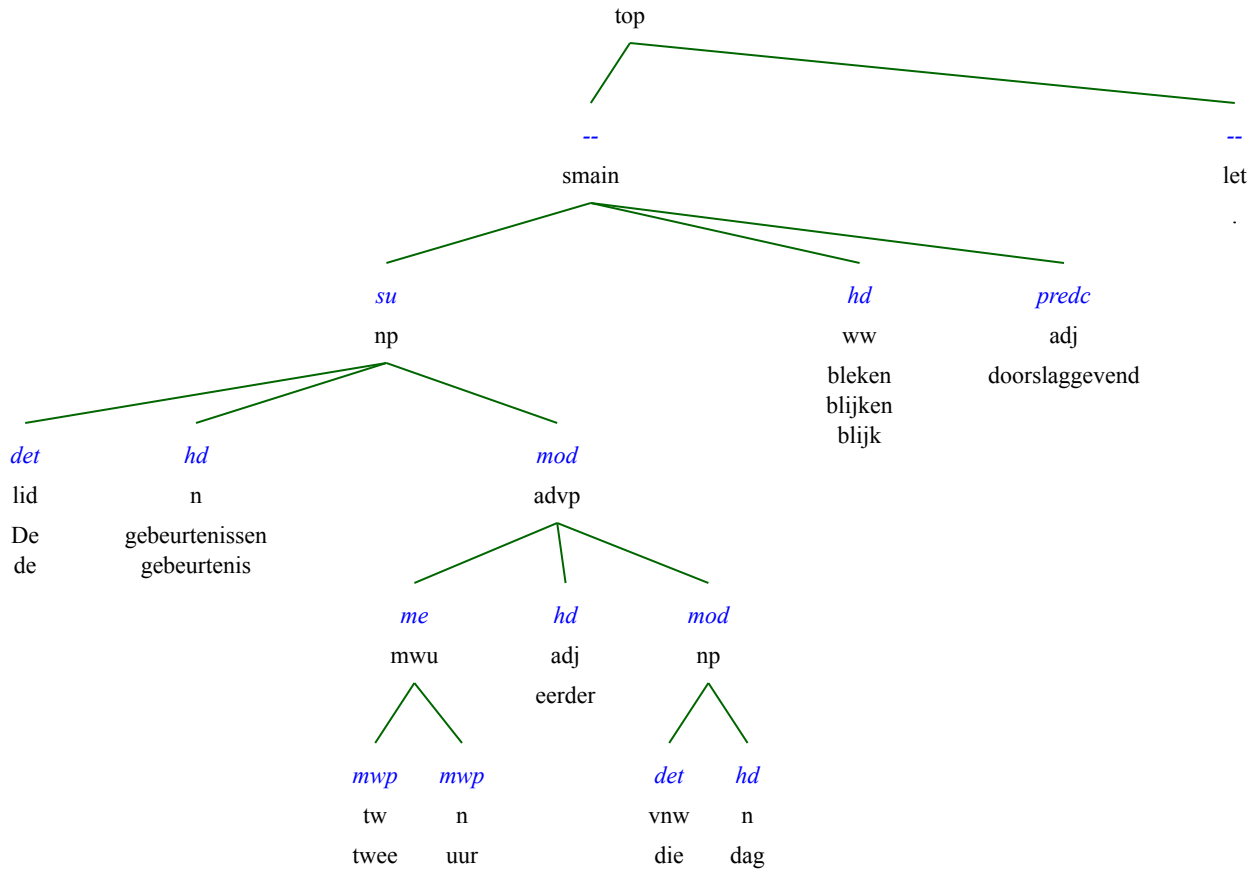 top
-- --
smain let
.
su hd predc
np ww adj
bleken doorslaggevend
blijken
blijk
det hd mod
lid n advp
De gebeurtenissen
de gebeurtenis
me hd mod
mwu adj np
eerder
mwp mwp det hd
tw n vnw n
twee uur die dag